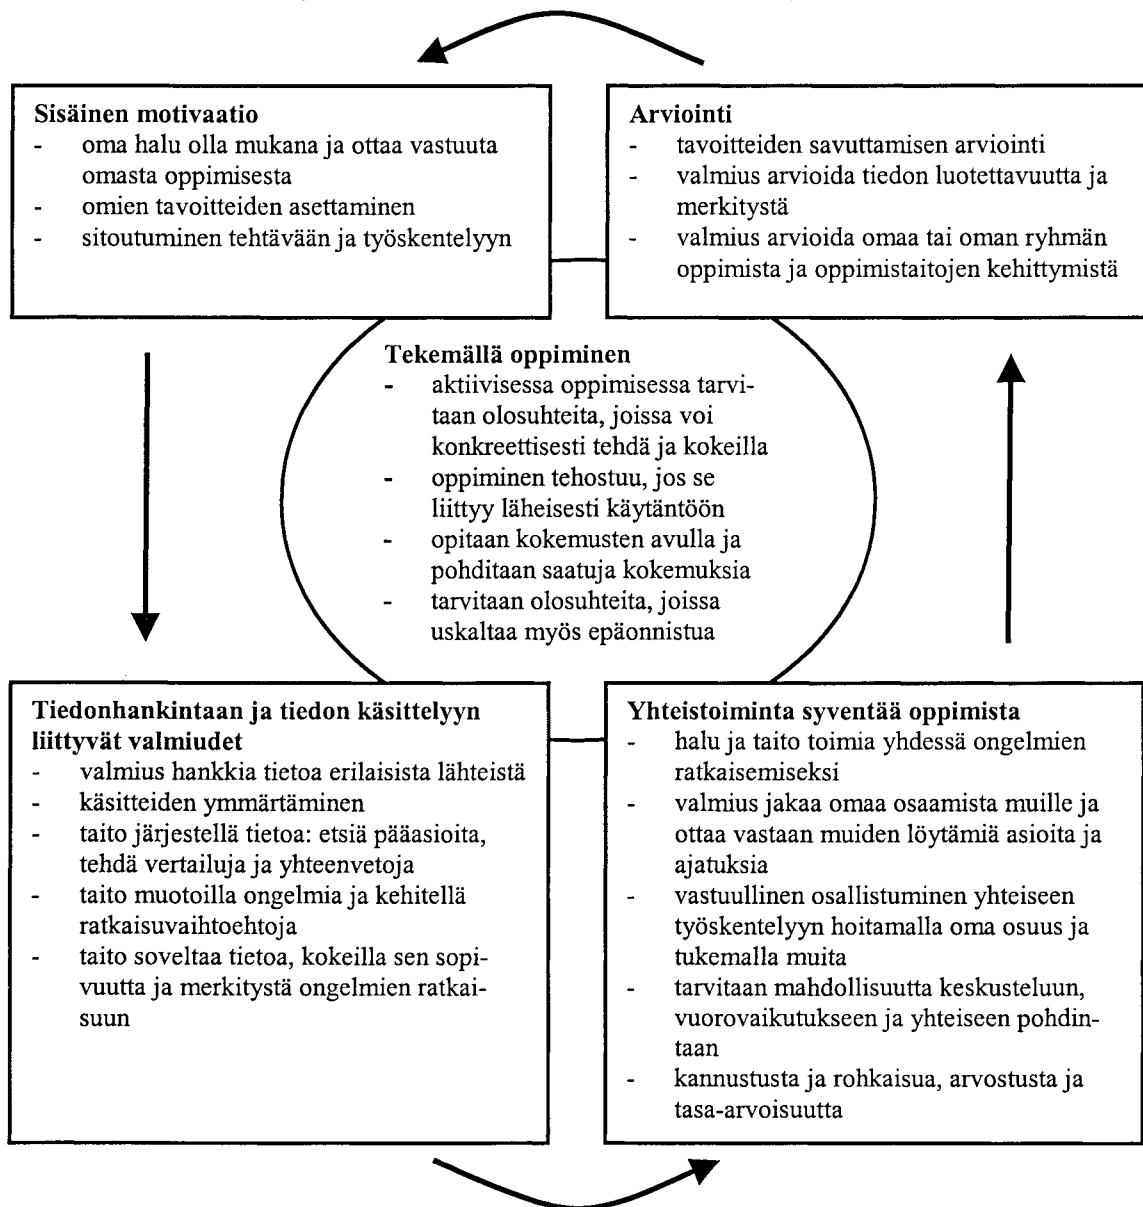 Sisäinen motivaatio
- oma halu olla mukana ja ottaa vastuuta
omasta oppimisesta
- omien tavoitteiden asettaminen
- sitoutuminen tehtävään ja työskentelyyn
Arviointi
- tavoitteiden savuttamisen arviointi
- valmius arvioida tiedon luotettavuutta ja
merkitystä
- valmius arvioida omaa tai oman ryhmän
oppimista ja oppimistaitojen kehittymistä
Tekemällä oppiminen
- aktiivisessa oppimisessa tarvi-
taan olosuhteita, joissa voi
konkreettisesti tehdä ja kokeilla
- oppiminen tehostuu, jos se
liittyy läheisesti käytäntöön
- opitaan kokemusten avulla ja
pohditaan saatuja kokemuksia
- tarvitaan olosuhteita, joissa
uskaltaa myös epäonnistua
Tiedonhankintaan ja tiedon käsittelyyn
liittyvät valmiudet
- valmius hankkia tietoa erilaisista lähteistä
- käsitteiden ymmärtäminen
- taito järjestellä tietoa: etsiä pääasioita,
tehdä vertailuja ja yhteenvetoja
- taito muotoilla ongelmia ja kehitellä
ratkaisuvaihtoehtoja
- taito soveltaa tietoa, kokeilla sen sopi-
vuutta ja merkitystä ongelmien ratkai-
suun
Yhteistoiminta syventää oppimista
- halu ja taito toimia yhdessä ongelmien
ratkaisemiseksi
- valmius jakaa omaa osaamista muille ja
ottaa vastaan muiden löytämiä asioita ja
ajatuksia
- vastuullinen osallistuminen yhteiseen
työskentelyyn hoitamalla oma osuus ja
tukemalla muita
- tarvitaan mahdollisuutta keskusteluun,
vuorovaikutukseen ja yhteiseen pohdin-
taan
- kannustusta ja rohkaisua, arvostusta ja
tasa-arvoisuutta